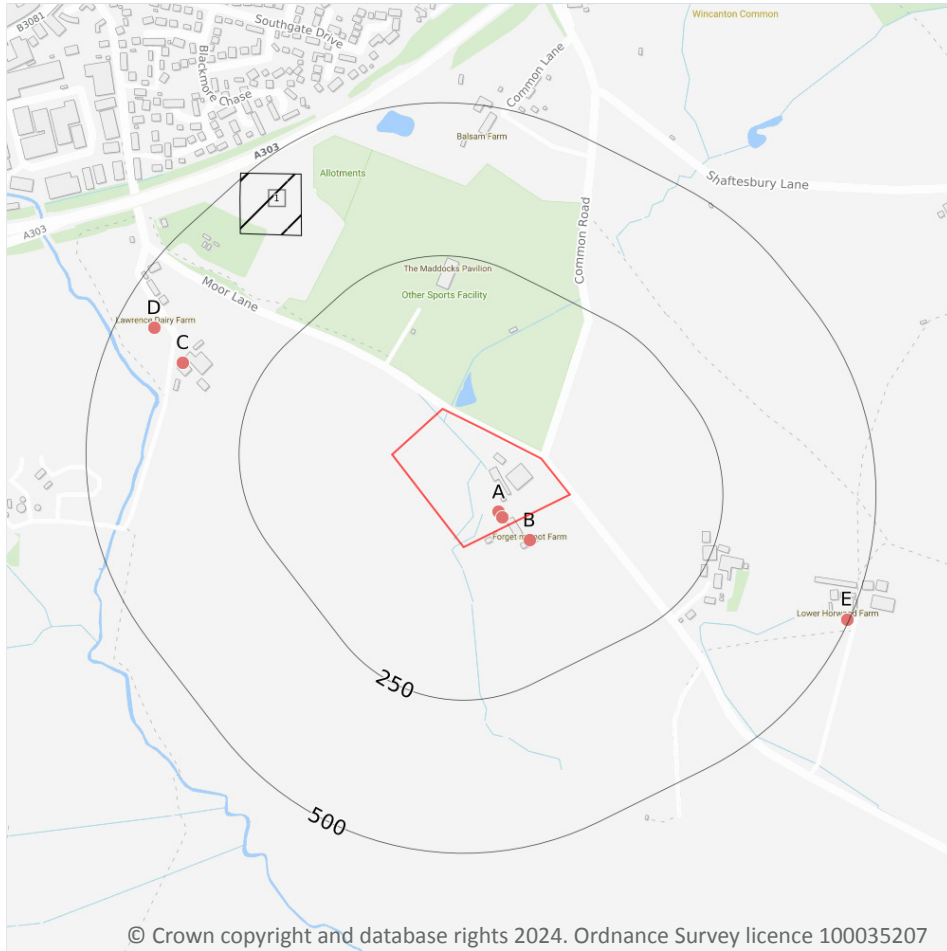 B3081
Southgate Drive
Wincanton Common
Blackmore Chase
Common Lane
Balsam Farm
A303
Allotments
Shaftesbury Lane
1
A303
Common Road
The Maddocks Pavilion
Moor Lane
Other Sports Facility
D
Lawrence Dairy Farm
C
A
B
Forget Farm
E
Lower Horwood Farm
250
500
© Crown copyright and database rights 2024. Ordnance Survey licence 100035207